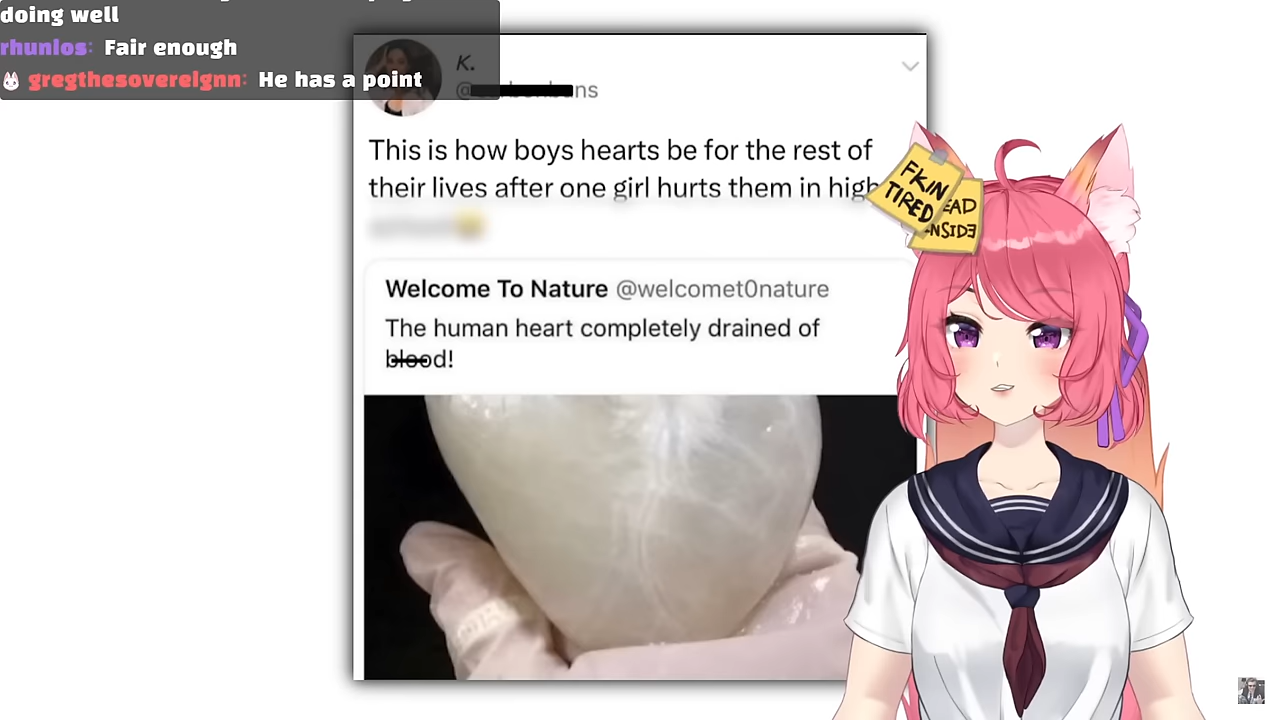 doing well
rhunlos: Fair enough
gregthesovereIgnn: He has a point
K.
This is how boys hearts be for the rest of
their lives after one girl hurts them in high
FKIN
TIRED
INSIDE
Welcome To Nature @welcomet0nature
The human heart completely drained of
blood!